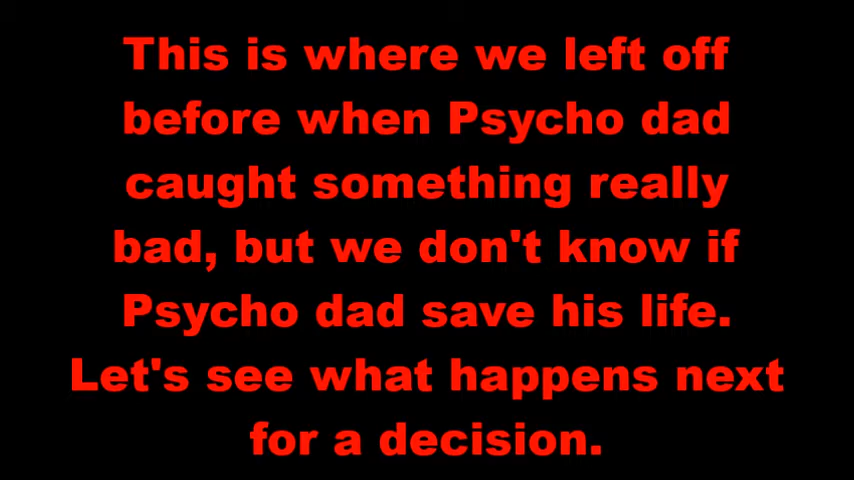 This is where we left off
before when Psycho dad
caught something really
bad, but we don't know if
Psycho dad save his life.
Let's see what happens next
for a decision.